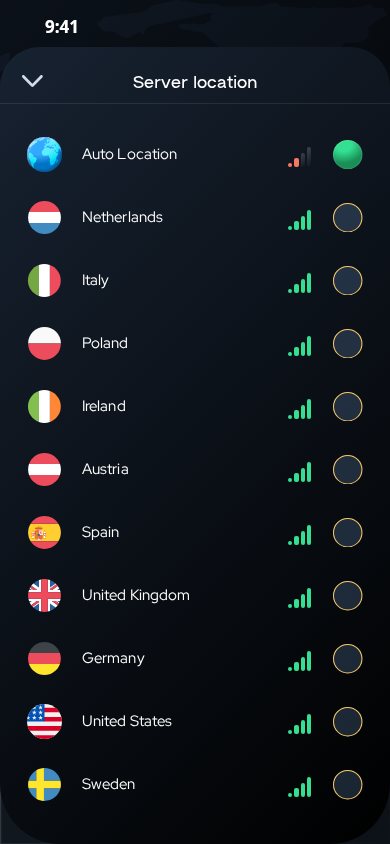 9:41
Server location
Auto Location
Netherlands
Italy
Poland
Ireland
Austria
Spain
United Kingdom
Germany
United States
Sweden